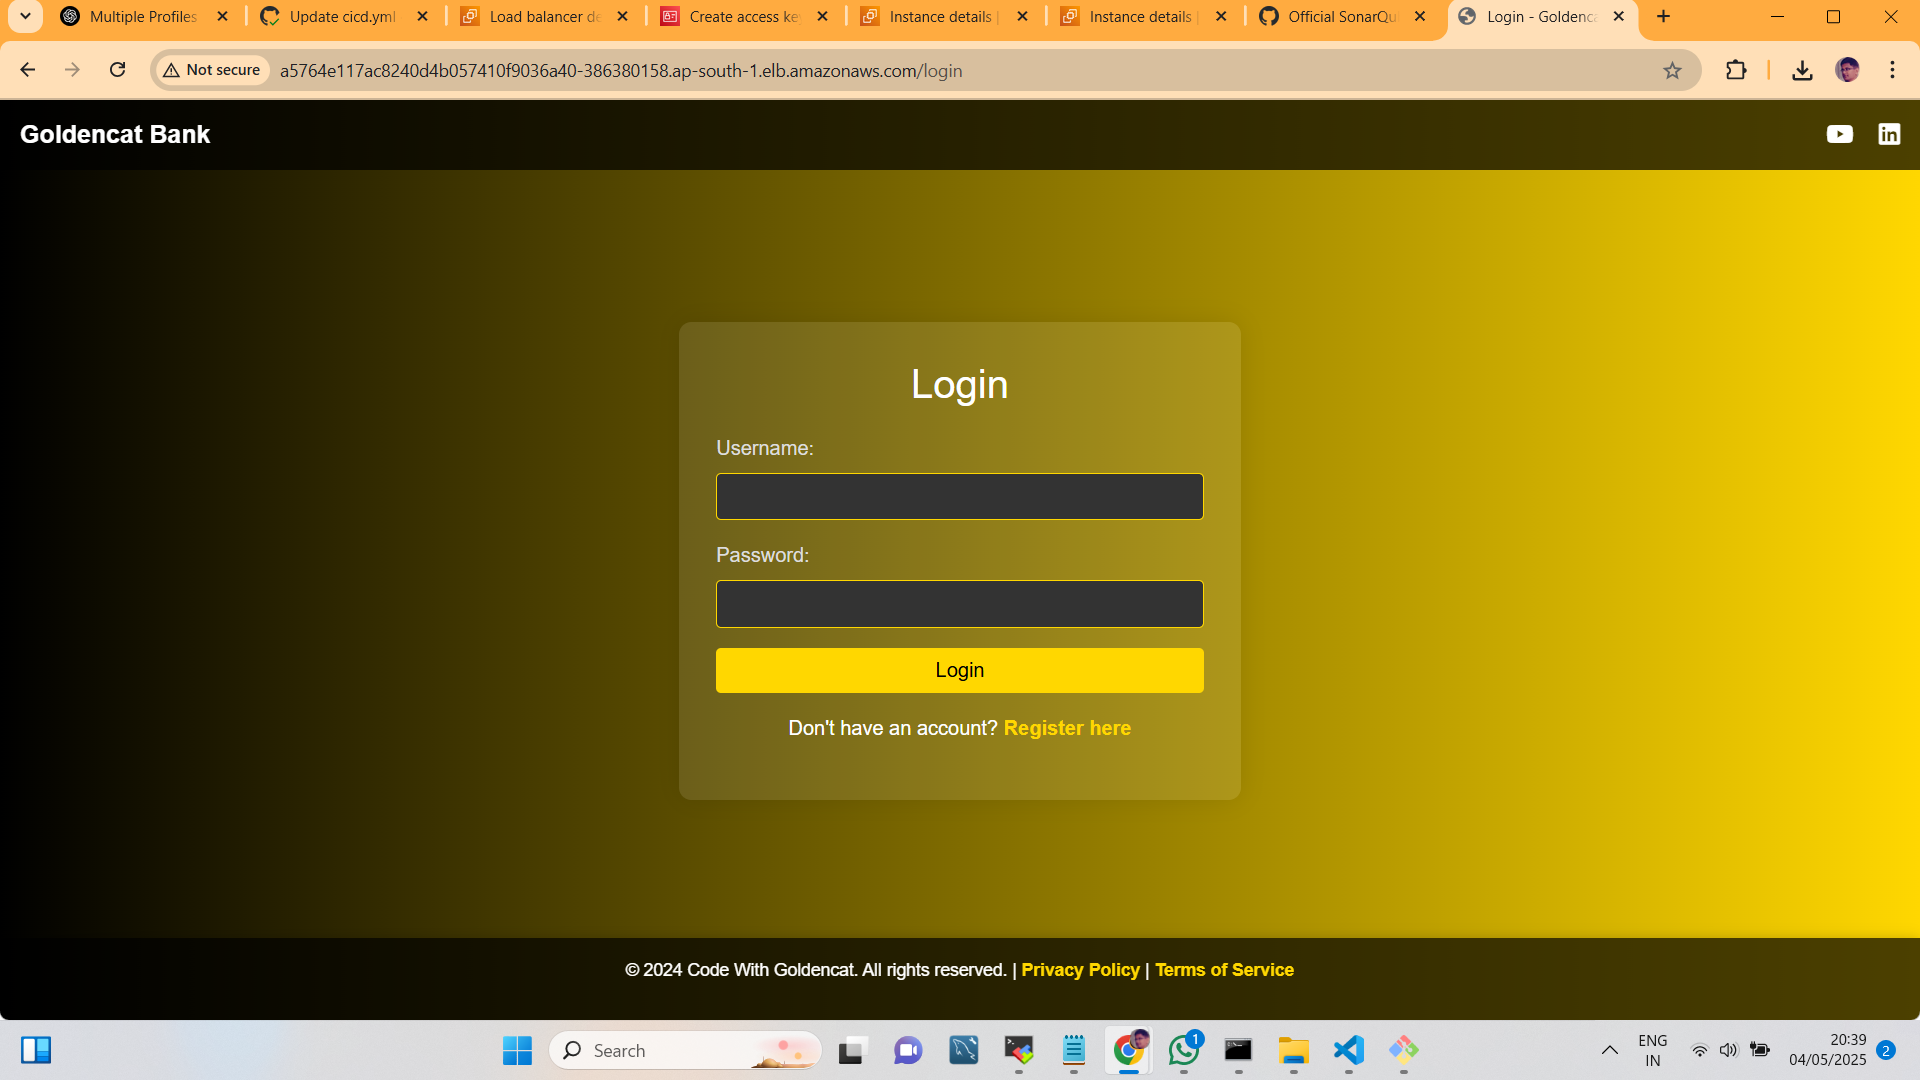 Multiple Profiles
Update cicd.yml
Load balancer de
Create access key
Instance details |
Instance details |
Official SonarQu
Login - Goldenca
Not secure
a5764e117ac8240d4b057410f9036a40-386380158.ap-south-1.elb.amazonaws.com/login
Goldencat Bank
Login
Username:
Password:
Login
Don't have an account? Register here
© 2024 Code With Goldencat. All rights reserved. | Privacy Policy | Terms of Service
Search
1
ENG
IN
20:39
04/05/2025
2